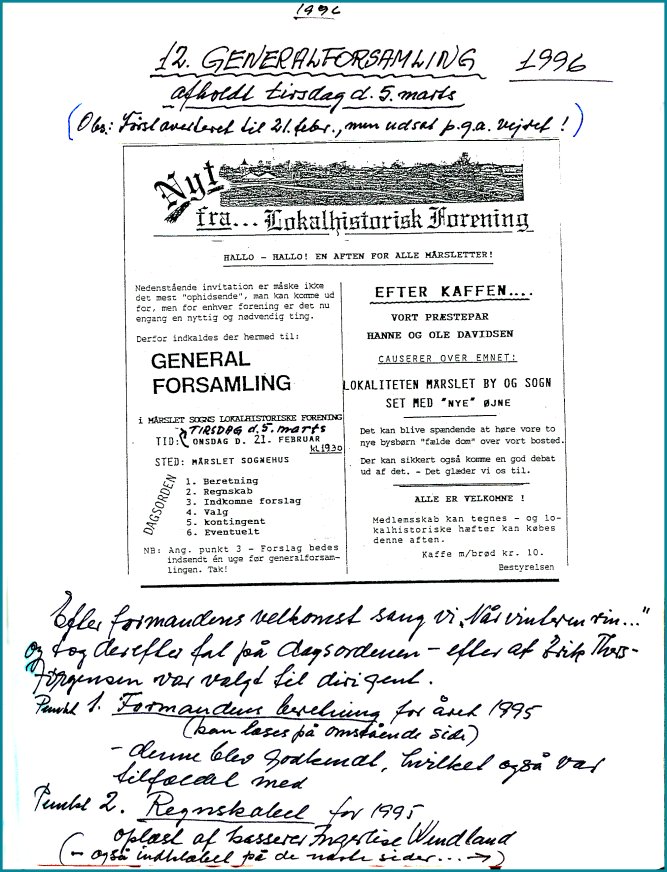 1996
12. GENERALFORSAMLING 1996
afholdt tirsdag d. 5. marts
(Obs: Først averteret til 21. febr., men udsat p.g.a. vejret!)
Nyt
fra... Lokalhistorisk Forening
HALLO - HALLO! EN AFTEN FOR ALLE MÅRSLETTER!
Nedenstående invitation er måske ikke
det mest "ophidsende", man kan komme ud
for, men for enhver forening er det nu
engang en nyttig og nødvendig ting.
Derfor indkaldes der hermed til:
GENERAL
FORSAMLING
i MÅRSLET SOGNS LOKALHISTORISKE FORENING
TIRSDAG d. 5. marts
TID: ONSDAG D. 21. FEBRUAR
kl 19 30
STED: MÅRSLET SOGNEHUS
DAGSORDEN
1. Beretning
2. Regnskab
3. Indkomne forslag
4. Valg
5. kontingent
6. Eventuelt
NB: Ang. punkt 3 - Forslag bedes
indsendt én uge før generalforsam-
lingen. Tak!
EFTER KAFFEN....
VORT PRÆSTEPAR
HANNE OG OLE DAVIDSEN
CAUSERER OVER EMNET:
LOKALITETEN MÅRSLET BY OG SOGN
SET MED "NYE" ØJNE
Det kan blive spændende at høre vore to
nye bysbørn "fælde dom" over vort bosted.
Der kan sikkert også komme en god debat
ud af det. - Det glæder vi os til.
ALLE ER VELKOMNE !
Medlemsskab kan tegnes - og lo-
kalhistoriske hæfter kan købes
denne aften.
Kaffe m/brød kr. 10.
Bestyrelsen
Efter formandens velkomst sang vi „Når vinteren rin..."
og tog derefter fat på dagsordenen - efter at Erik Thers-
Jörgensen var valgt til dirigent.
Punkt 1. Formandens beretning for året 1995
(kan læses på omstående side)
- denne blev godkendt, hvilket også var
tilfældet med
Punkt 2. Regnskabet for 1995
oplæst af kasserer Ingerlise Wendland
(- også indklæbet på de næste sider...→)